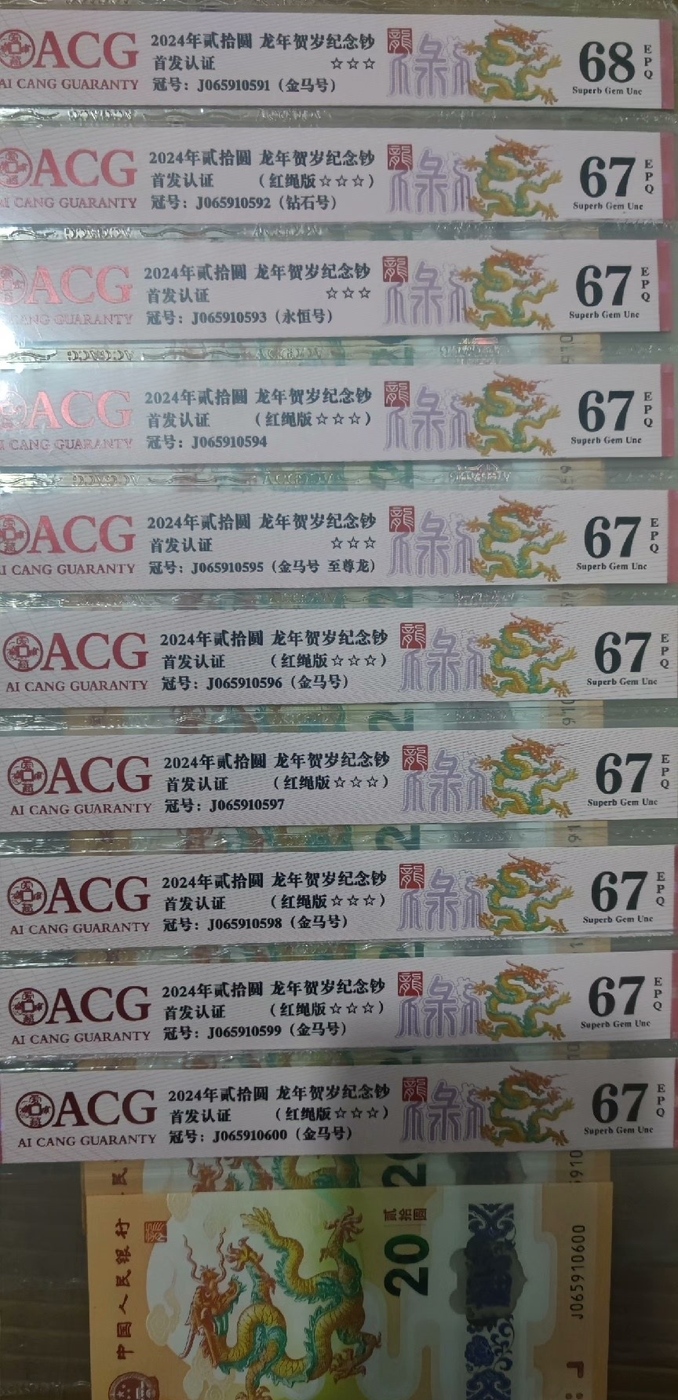 ACG
AI CANG GUARANTY
2024年贰拾圆 龙年贺岁纪念钞
首发认证 ☆☆☆
冠号：J065910591（金马号）
龍
68
EPQ
Superb Gem Unc
ACG
AI CANG GUARANTY
2024年贰拾圆 龙年贺岁纪念钞
首发认证 （红绳版☆☆☆）
冠号：J065910592（钻石号）
龍
67
EPQ
Superb Gem Unc
ACG
CANG GUARANTY
2024年贰拾圆 龙年贺岁纪念钞
首发认证 ☆☆☆
冠号：J065910593（永恒号）
龍
67
EPQ
Superb Gem Unc
ACG
AI CANG GUARANTY
2024年贰拾圆 龙年贺岁纪念钞
首发认证 （红绳版☆☆☆）
冠号：J065910594
龍
67
EPQ
Superb Gem Unc
ACG
AI CANG GUARANTY
2024年贰拾圆 龙年贺岁纪念钞
首发认证 ☆☆☆
冠号：J065910595（金马号 至尊龙）
龍
67
EPQ
Superb Gem Unc
ACG
AI CANG GUARANTY
2024年贰拾圆 龙年贺岁纪念钞
首发认证 （红绳版☆☆☆）
冠号：J065910596（金马号）
龍
67
EPQ
Superb Gem Unc
ACG
AI CANG GUARANTY
2024年贰拾圆 龙年贺岁纪念钞
首发认证 （红绳版☆☆☆）
冠号：J065910597
龍
67
EPQ
Superb Gem Unc
ACG
AI CANG GUARANTY
2024年贰拾圆 龙年贺岁纪念钞
首发认证 （红绳版☆☆☆）
冠号：J065910598（金马号）
龍
67
EPQ
Superb Gem Unc
ACG
AI CANG GUARANTY
2024年贰拾圆 龙年贺岁纪念钞
首发认证 （红绳版☆☆☆）
冠号：J065910599（金马号）
龍
67
EPQ
Superb Gem Unc
ACG
AI CANG GUARANTY
2024年贰拾圆 龙年贺岁纪念钞
首发认证 （红绳版☆☆☆）
冠号：J065910600（金马号）
龍
67
EPQ
Superb Gem Unc
中国人民银行
20
贰拾圆
J065910600